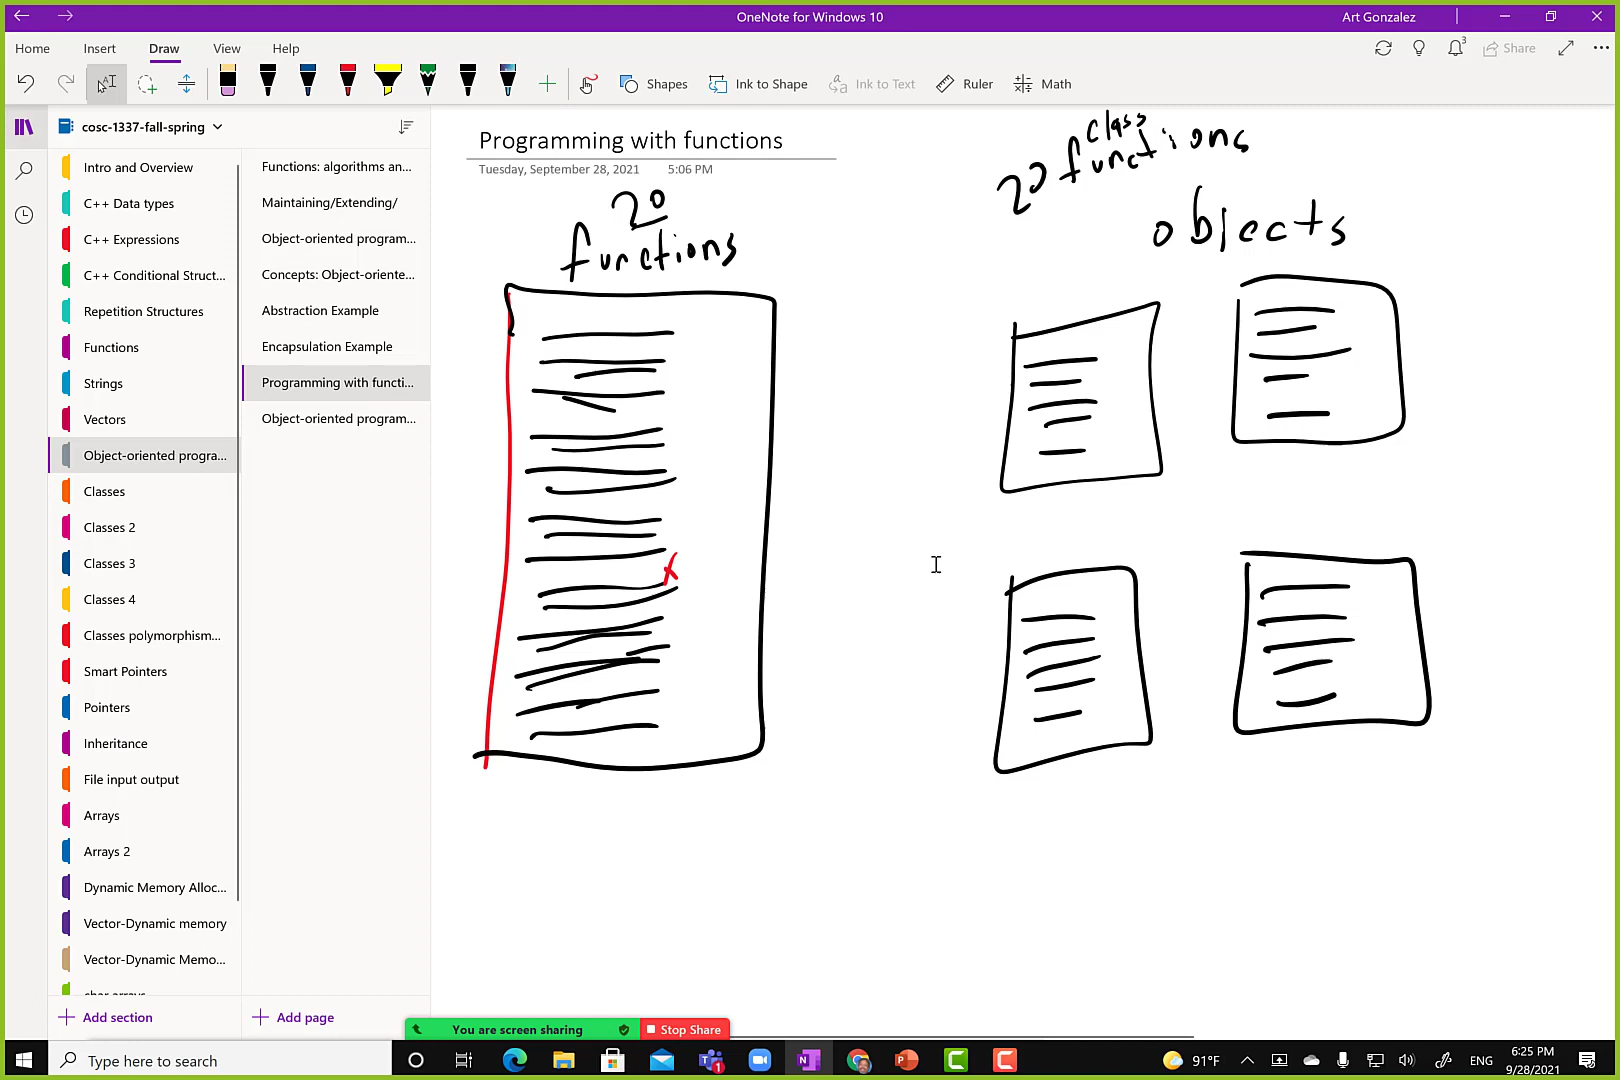 OneNote for Windows 10
Art Gonzalez
Home Insert Draw View Help
3
Share
Shapes
Ink to Shape
Ink to Text
Ruler
Math
cosc-1337-fall-spring
Intro and Overview
C++ Data types
C++ Expressions
C++ Conditional Struct...
Repetition Structures
Functions
Strings
Vectors
Object-oriented progra...
Classes
Classes 2
Classes 3
Classes 4
Classes polymorphism...
Smart Pointers
Pointers
Inheritance
File input output
Arrays
Arrays 2
Dynamic Memory Alloc...
Vector-Dynamic memory
Vector-Dynamic Memo...
char arrays
Add section
Functions: algorithms an...
Maintaining/Extending/
Object-oriented program...
Concepts: Object-oriente...
Abstraction Example
Encapsulation Example
Programming with functi...
Object-oriented program...
Add page
Programming with functions
Tuesday, September 28, 2021 5:06 PM
20
functions
x
class
20 functions
objects
You are screen sharing
Stop Share
Type here to search
1
91°F
ENG
6:25 PM
9/28/2021